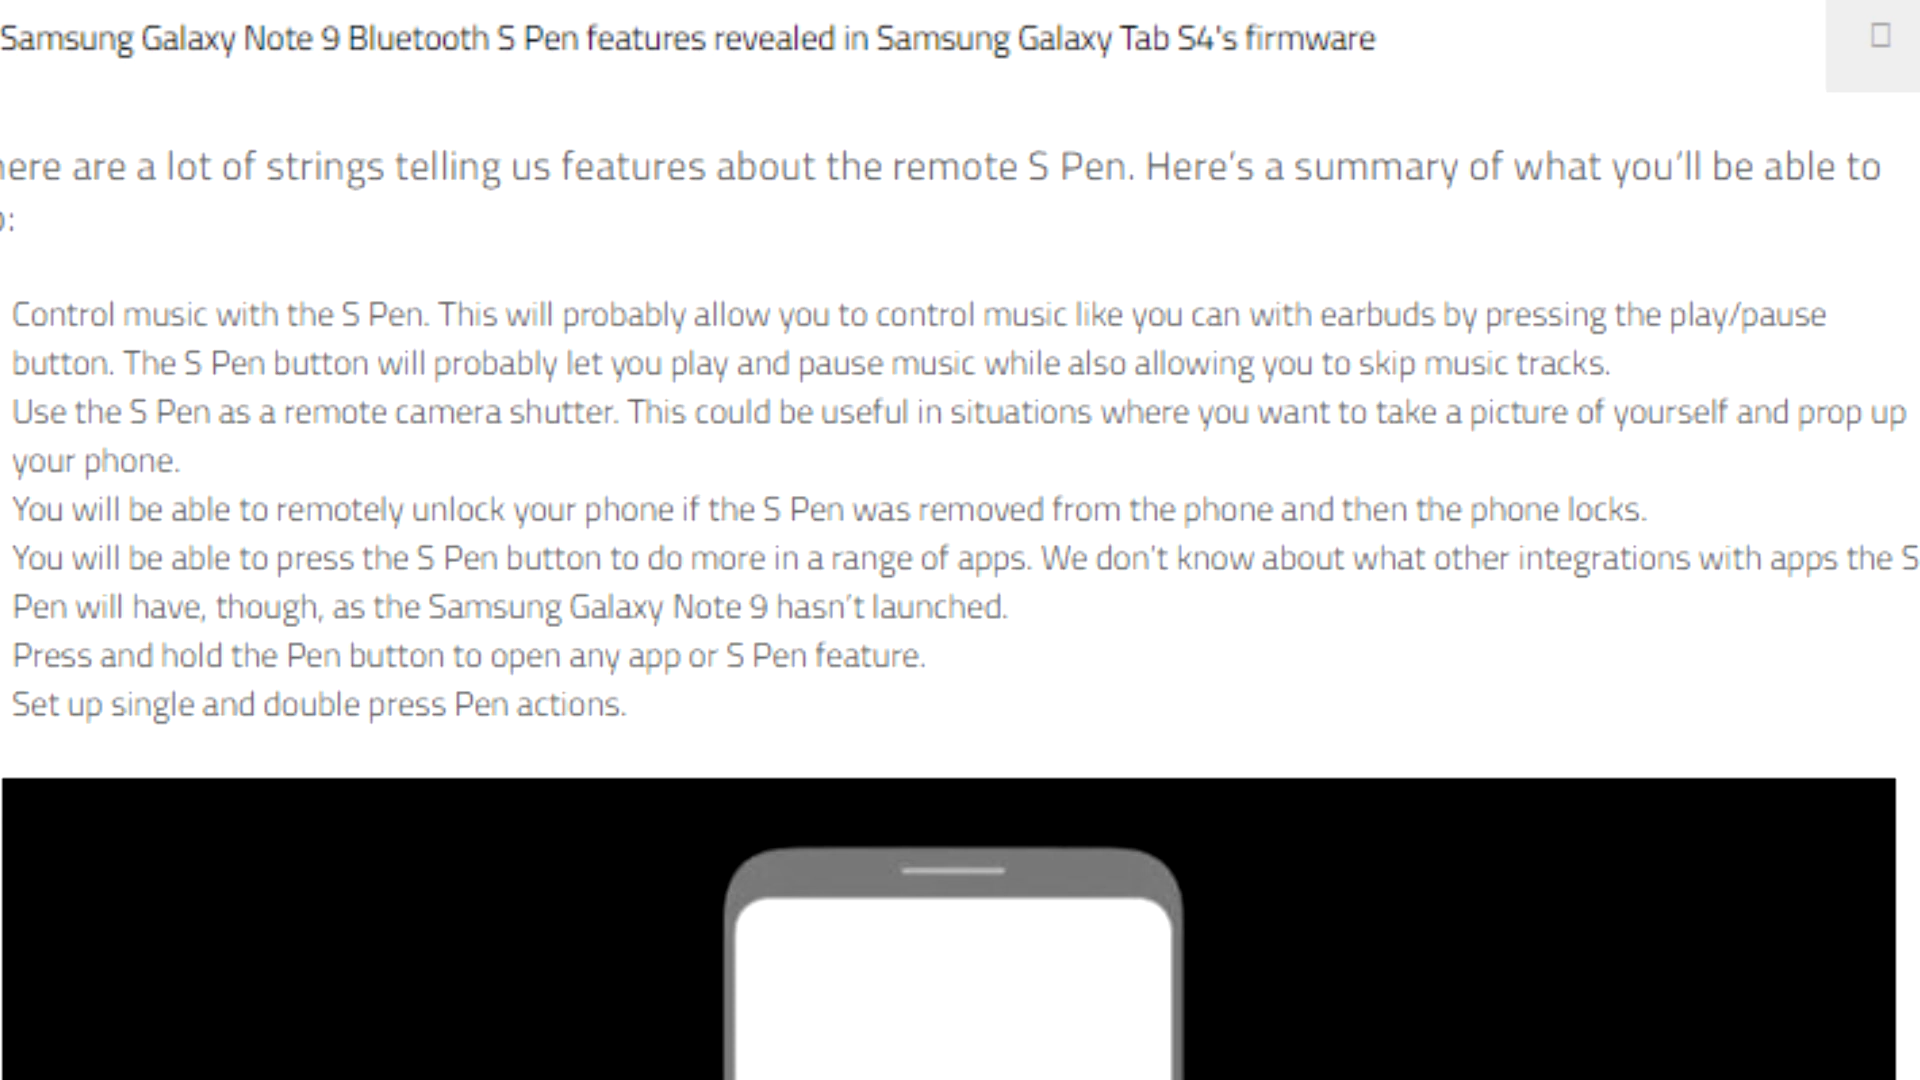 Samsung Galaxy Note 9 Bluetooth S Pen features revealed in Samsung Galaxy Tab S4's firmware
here are a lot of strings telling us features about the remote S Pen. Here’s a summary of what you’ll be able to
o:
Control music with the S Pen. This will probably allow you to control music like you can with earbuds by pressing the play/pause
button. The S Pen button will probably let you play and pause music while also allowing you to skip music tracks.
Use the S Pen as a remote camera shutter. This could be useful in situations where you want to take a picture of yourself and prop up
your phone.
You will be able to remotely unlock your phone if the S Pen was removed from the phone and then the phone locks.
You will be able to press the S Pen button to do more in a range of apps. We don’t know about what other integrations with apps the S
Pen will have, though, as the Samsung Galaxy Note 9 hasn’t launched.
Press and hold the Pen button to open any app or S Pen feature.
Set up single and double press Pen actions.